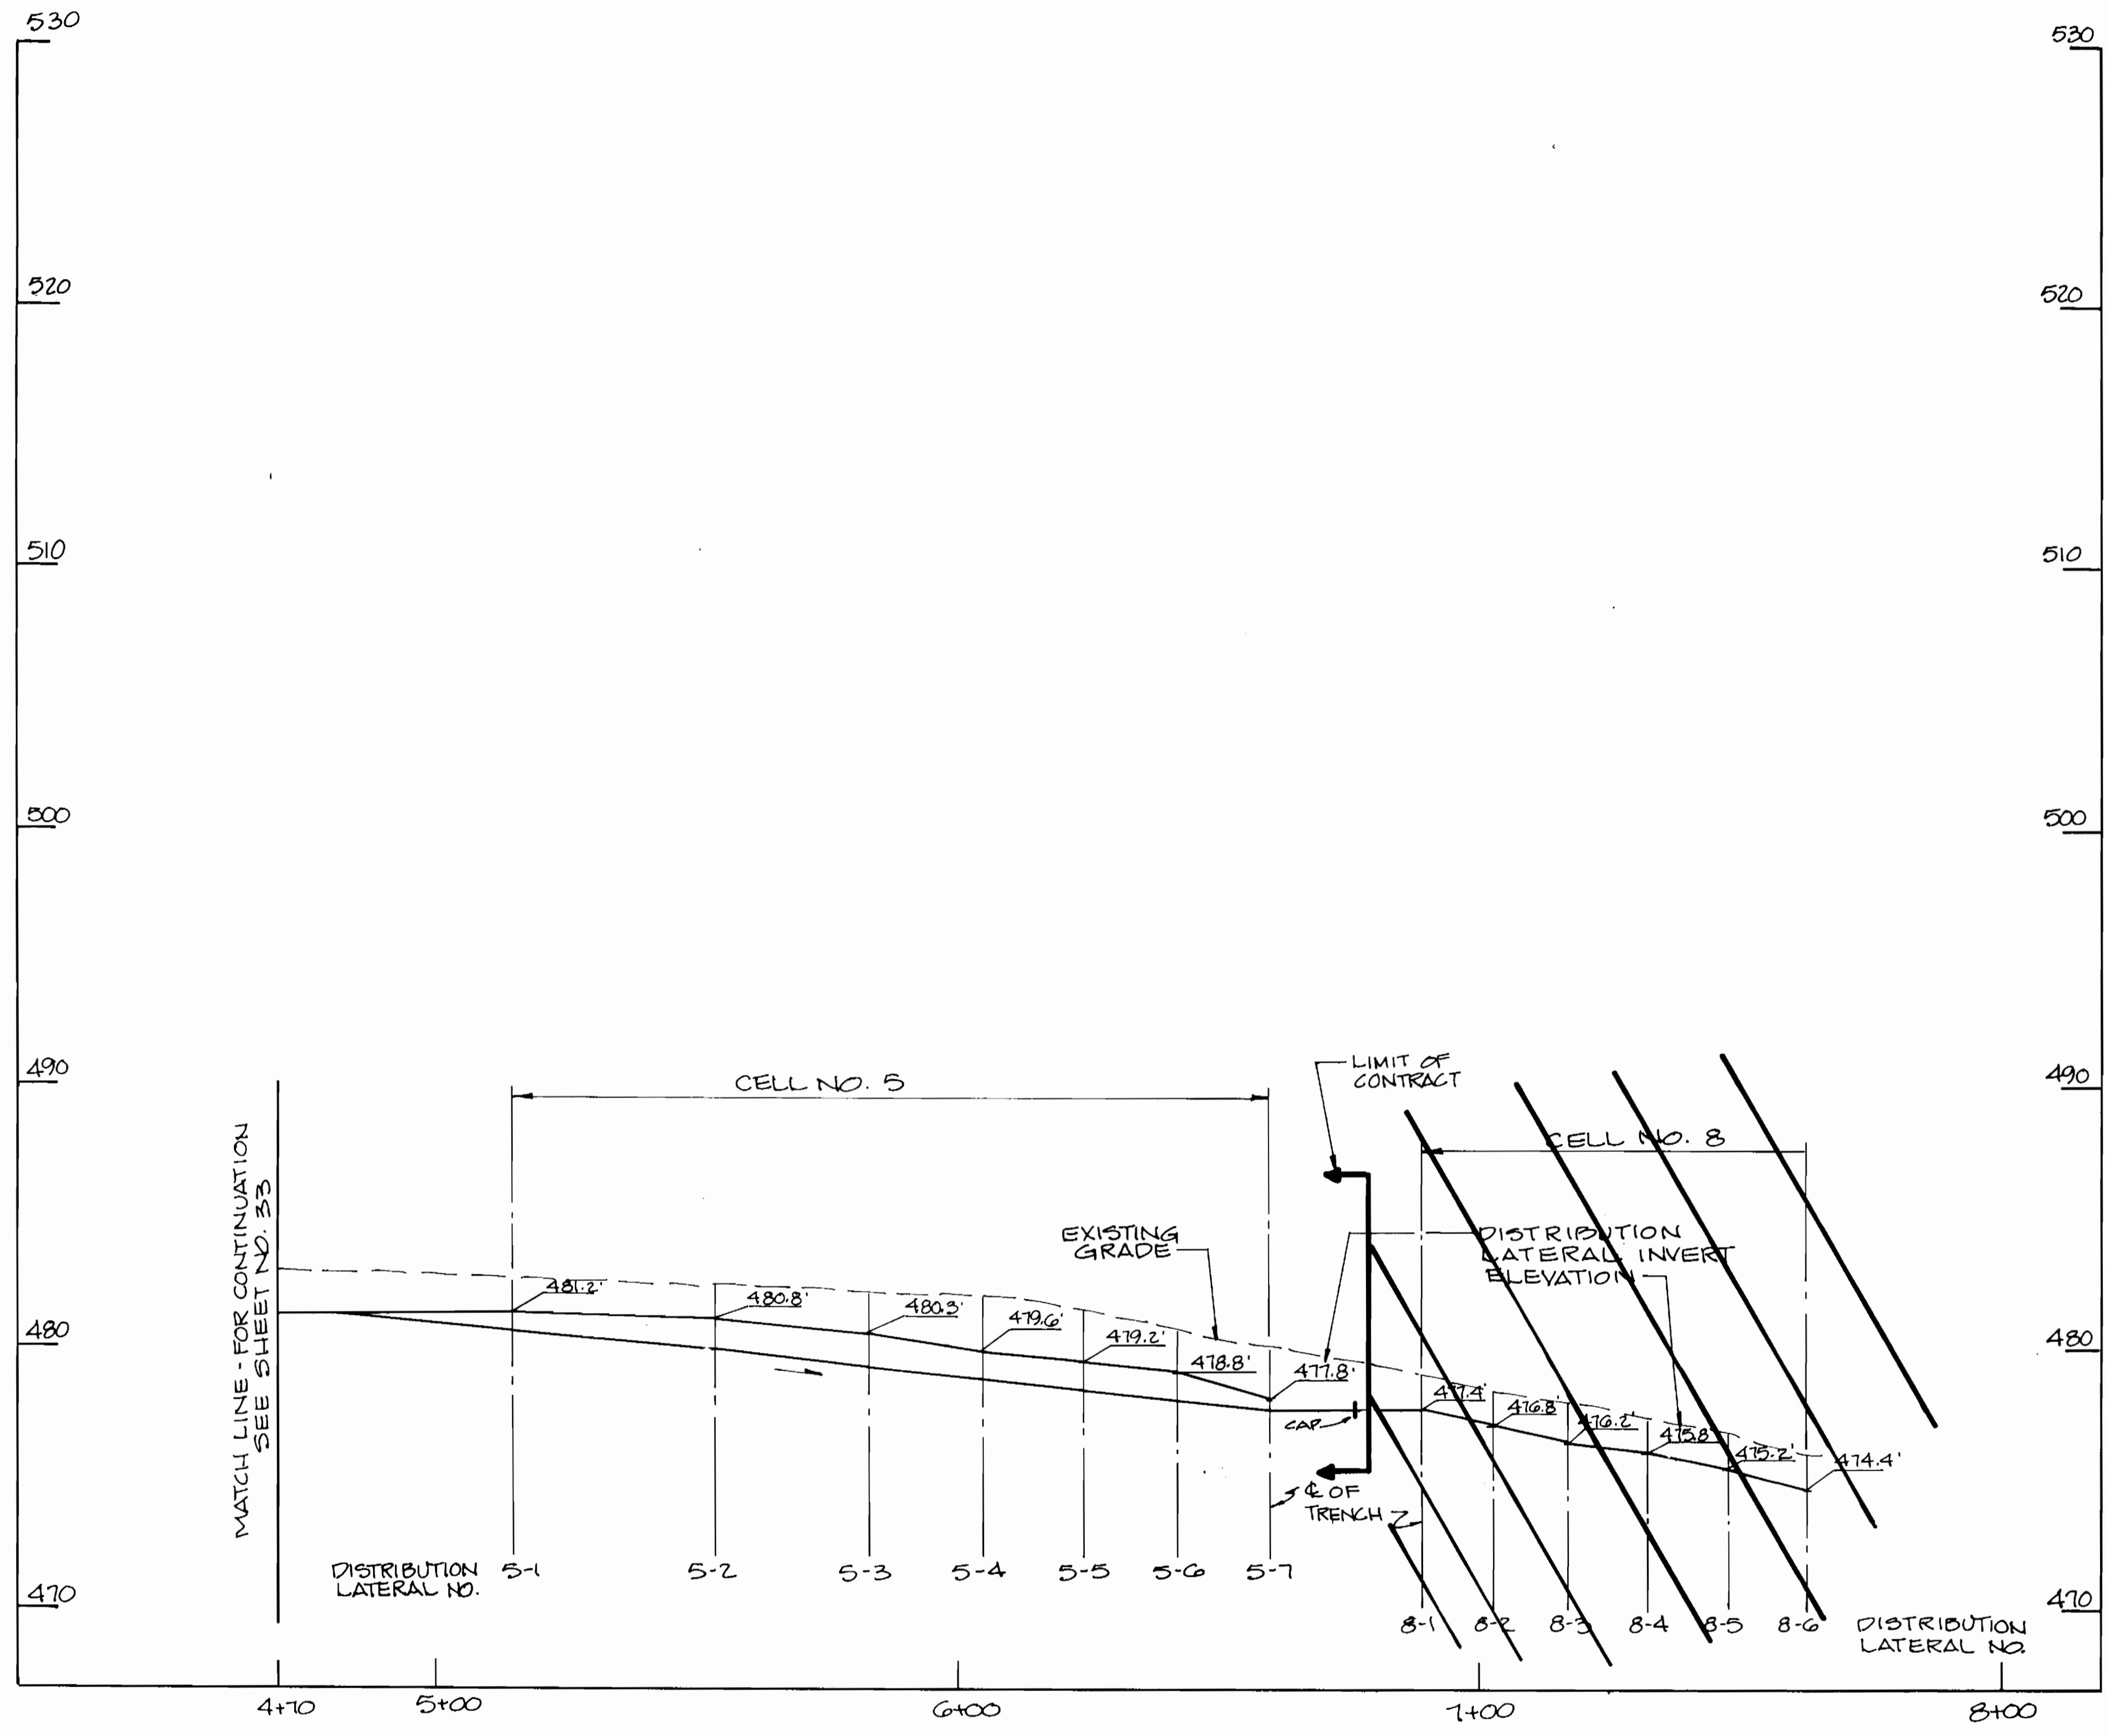 530
530
520
520
510
510
500
500
490
490
CELL NO. 5
LIMIT OF
CONTRACT
CELL NO. 8
MATCH LINE - FOR CONTINUATION
SEE SHEET NO. 33
EXISTING
GRADE
DISTRIBUTION
LATERAL INVERT
ELEVATION
480
480
481.2'
480.8'
480.3'
479.6'
479.2'
478.8'
477.8'
477.4'
476.8'
476.2'
475.8'
475.2'
474.4'
CAP
℄ OF
TRENCH
DISTRIBUTION
LATERAL NO.
5-1
5-2
5-3
5-4
5-5
5-6
5-7
470
470
8-1
8-2
8-3
8-4
8-5
8-6
DISTRIBUTION
LATERAL NO.
4+70
5+00
6+00
7+00
8+00